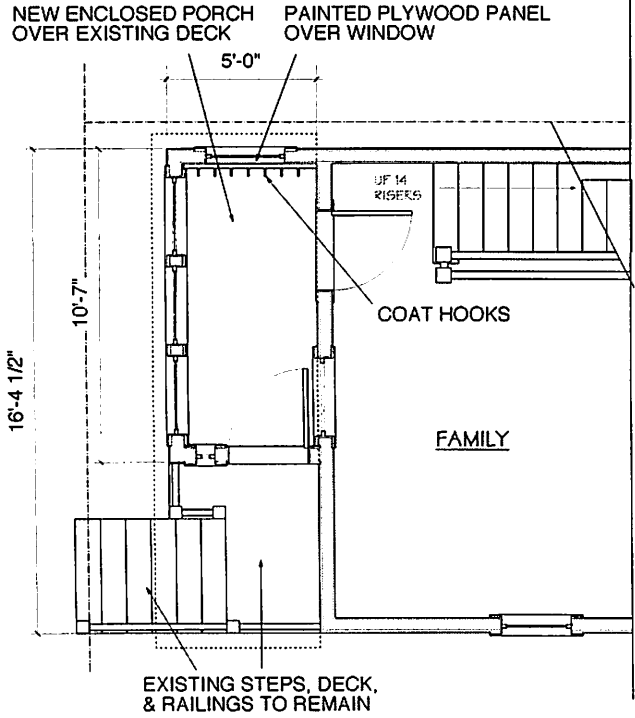 NEW ENCLOSED PORCH
OVER EXISTING DECK
PAINTED PLYWOOD PANEL
OVER WINDOW
5'-0"
UP 14
RISERS
COAT HOOKS
10'-7"
16'-4 1/2"
FAMILY
EXISTING STEPS, DECK,
& RAILINGS TO REMAIN